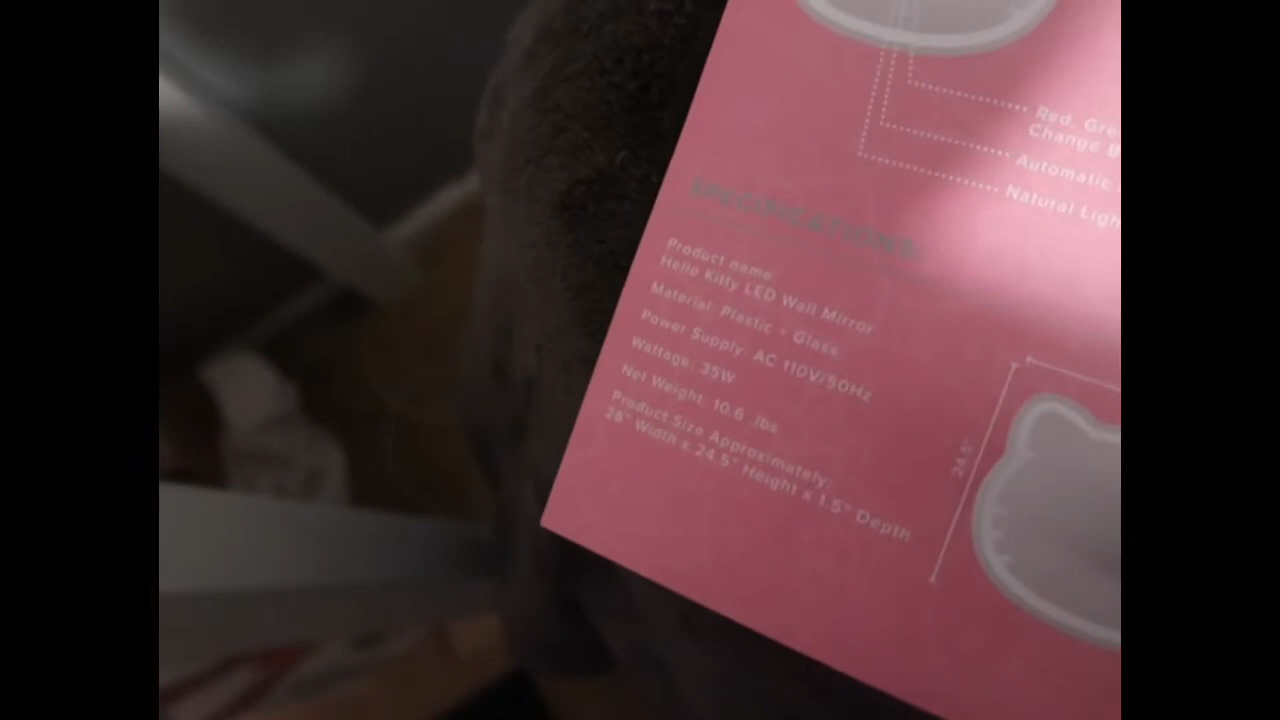 Red, Gre
Change B
Automatic
Natural Ligh
SPECIFICATIONS
Product name:
Hello Kitty LED Wall Mirror
Material: Plastic + Glass
Power Supply: AC 110V/50Hz
Wattage: 35W
Net Weight: 10.6 lbs
Product Size Approximately:
28" Width x 24.5" Height x 1.5" Depth
24.5"